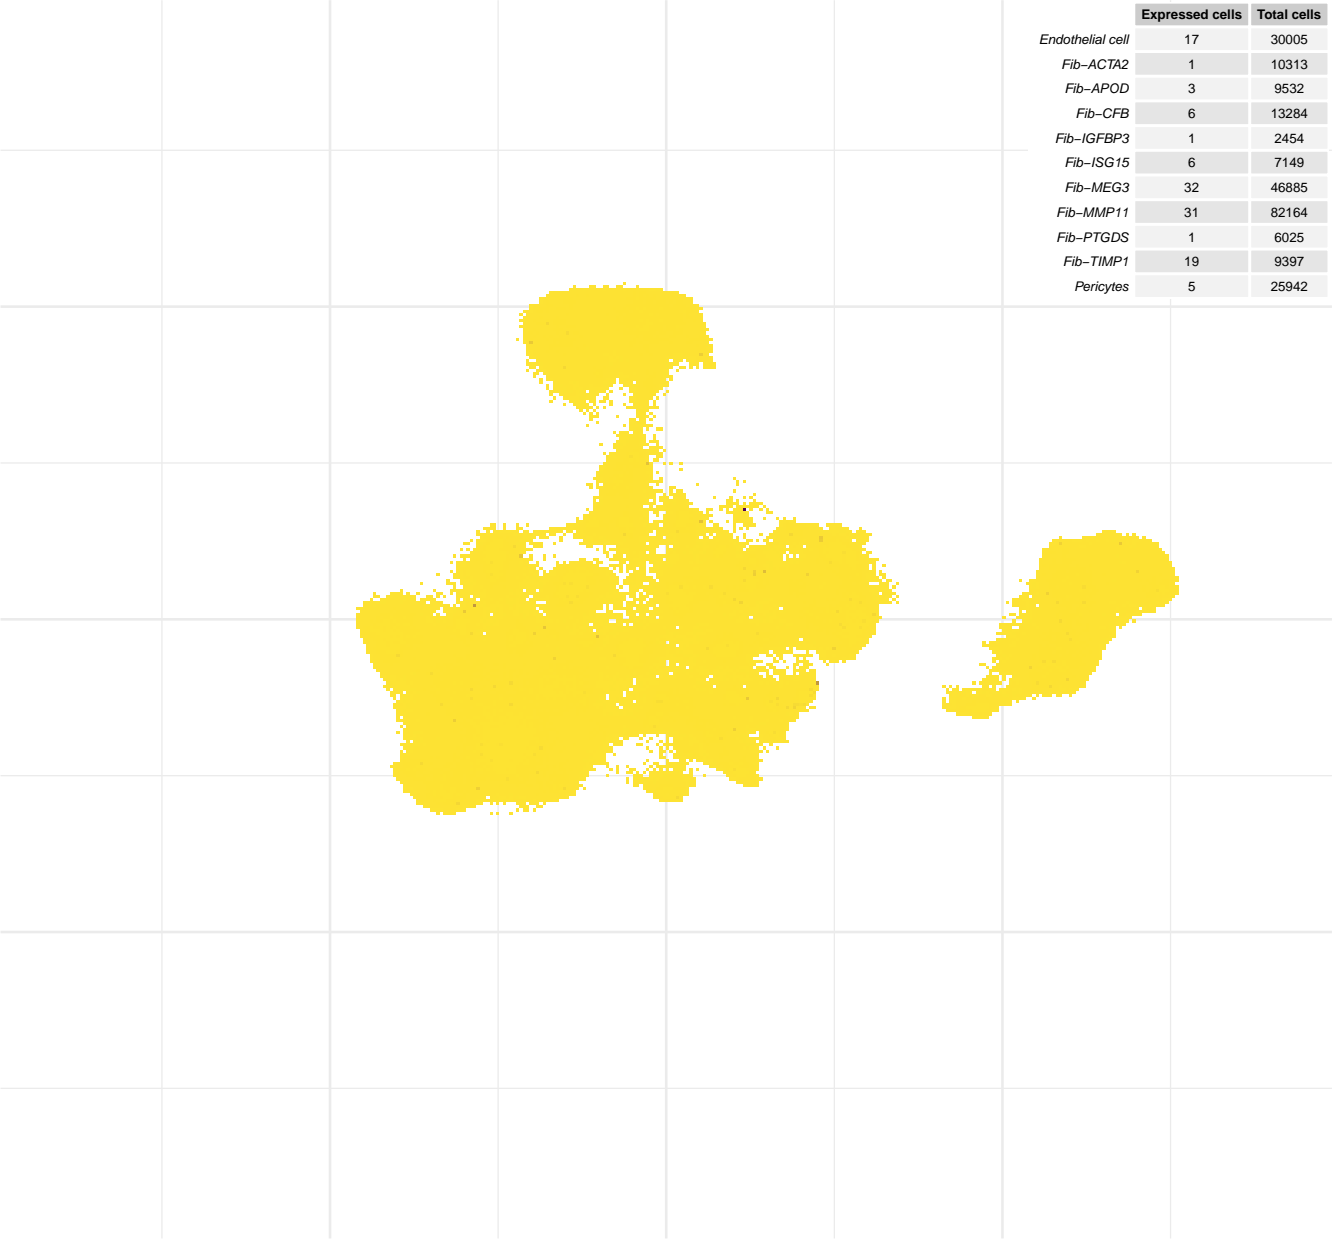 Expressed cells Total cells
Endothelial cell 17 30005
Fib−ACTA2 1 10313
Fib−APOD 3 9532
Fib−CFB 6 13284
Fib−IGFBP3 1 2454
Fib−ISG15 6 7149
Fib−MEG3 32 46885
Fib−MMP11 31 82164
Fib−PTGDS 1 6025
Fib−TIMP1 19 9397
Pericytes 5 25942